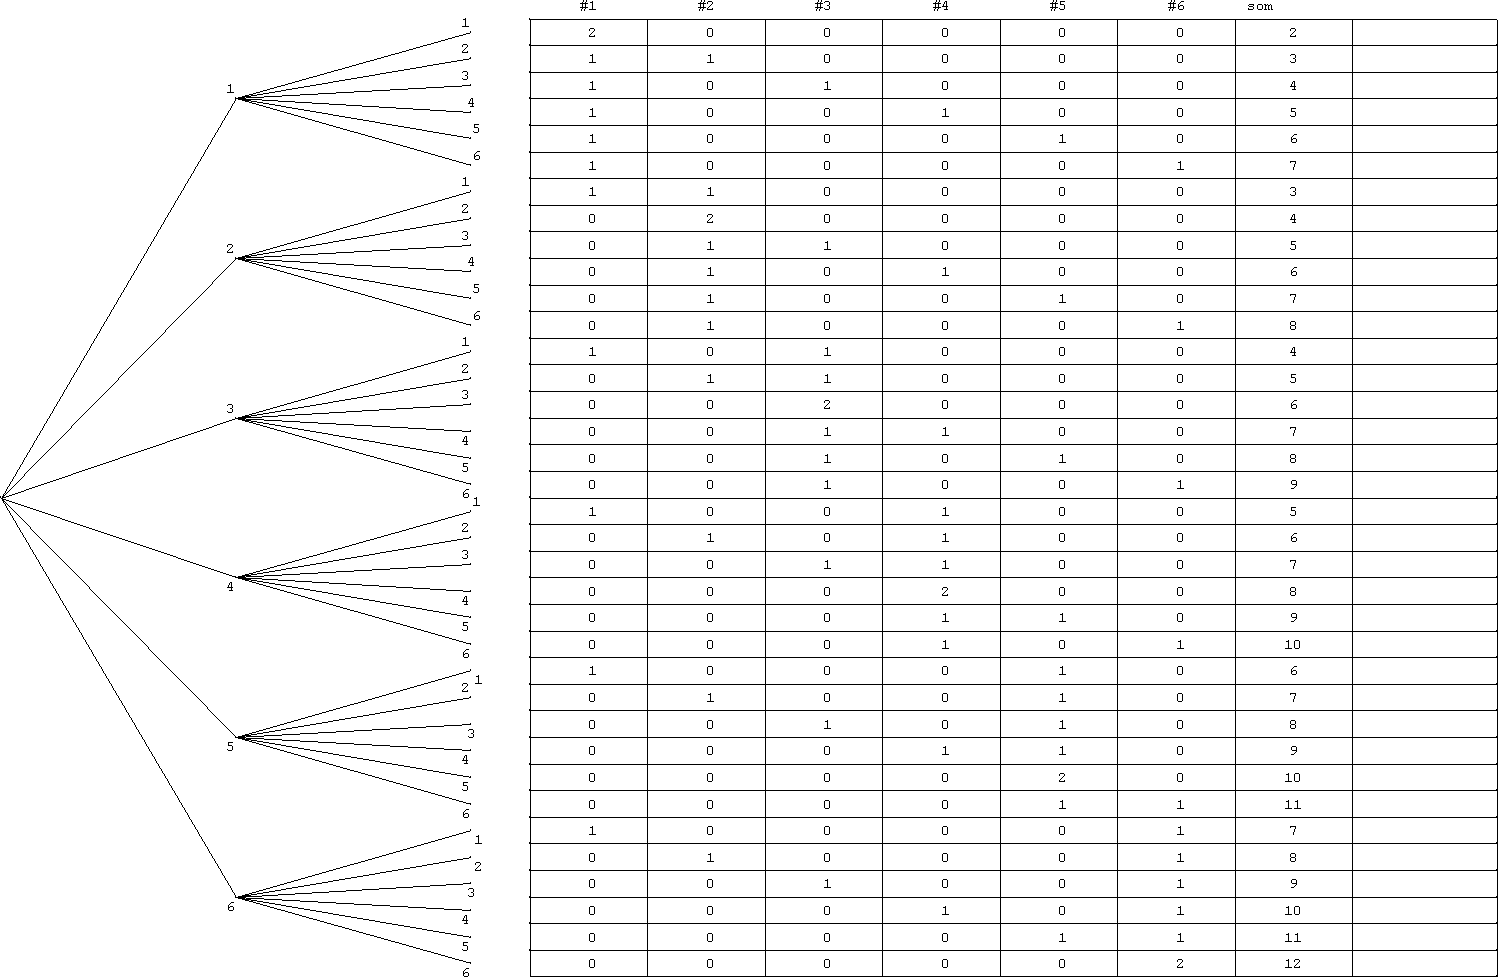 #1 #2 #3 #4 #5 #6 som
1 2 0 0 0 0 0 2
2 1 1 0 0 0 0 3
3 1 0 1 0 0 0 4
1
4 1 0 0 1 0 0 5
5 1 0 0 0 1 0 6
6 1 0 0 0 0 1 7
1 1 1 0 0 0 0 3
2 0 2 0 0 0 0 4
3 0 1 1 0 0 0 5
2
4 0 1 0 1 0 0 6
5 0 1 0 0 1 0 7
6 0 1 0 0 0 1 8
1 1 0 1 0 0 0 4
2 0 1 1 0 0 0 5
3 0 0 2 0 0 0 6
3
4 0 0 1 1 0 0 7
5 0 0 1 0 1 0 8
6 0 0 1 0 0 1 9
1 1 0 0 1 0 0 5
2 0 1 0 1 0 0 6
3 0 0 1 1 0 0 7
4
4 0 0 0 2 0 0 8
5 0 0 0 1 1 0 9
6 0 0 0 1 0 1 10
1 1 0 0 0 1 0 6
2 0 1 0 0 1 0 7
3 0 0 1 0 1 0 8
5
4 0 0 0 1 1 0 9
5 0 0 0 0 2 0 10
6 0 0 0 0 1 1 11
1 1 0 0 0 0 1 7
2 0 1 0 0 0 1 8
3 0 0 1 0 0 1 9
6
4 0 0 0 1 0 1 10
5 0 0 0 0 1 1 11
6 0 0 0 0 0 2 12